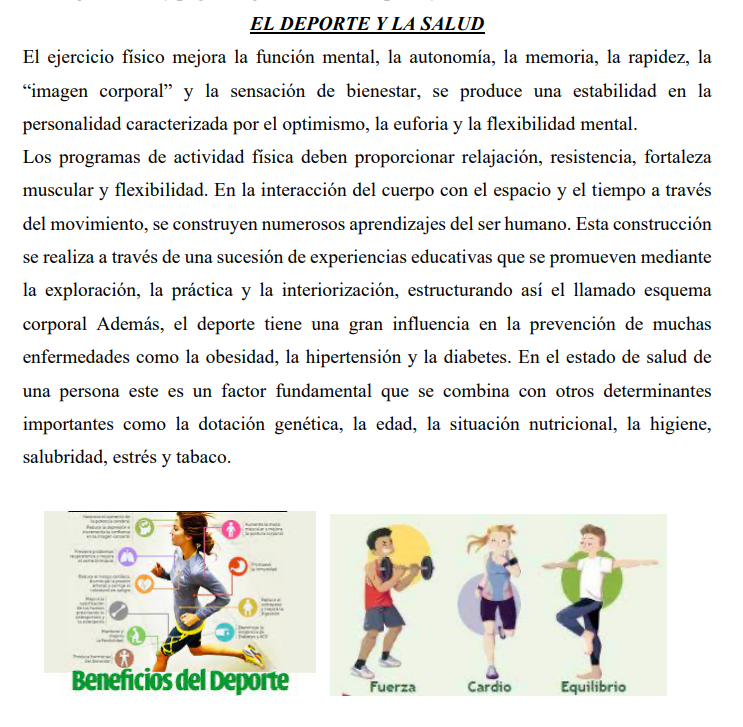 EL DEPORTE Y LA SALUD
El ejercicio físico mejora la función mental, la autonomía, la memoria, la rapidez, la
“imagen corporal” y la sensación de bienestar, se produce una estabilidad en la
personalidad caracterizada por el optimismo, la euforia y la flexibilidad mental.
Los programas de actividad física deben proporcionar relajación, resistencia, fortaleza
muscular y flexibilidad. En la interacción del cuerpo con el espacio y el tiempo a través
del movimiento, se construyen numerosos aprendizajes del ser humano. Esta construcción
se realiza a través de una sucesión de experiencias educativas que se promueven mediante
la exploración, la práctica y la interiorización, estructurando así el llamado esquema
corporal Además, el deporte tiene una gran influencia en la prevención de muchas
enfermedades como la obesidad, la hipertensión y la diabetes. En el estado de salud de
una persona este es un factor fundamental que se combina con otros determinantes
importantes como la dotación genética, la edad, la situación nutricional, la higiene,
salubridad, estrés y tabaco.
Beneficios del Deporte
Fuerza
Cardio
Equilibrio